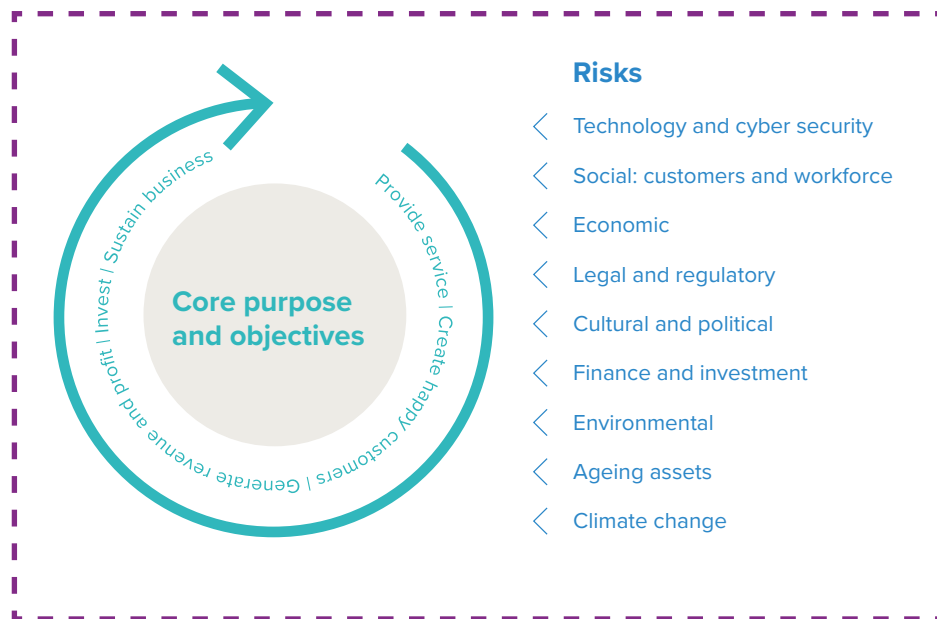 Provide service | Create happy customers | Generate revenue and profit | Invest | Sustain business
Core purpose
and objectives
Risks
Technology and cyber security
Social: customers and workforce
Economic
Legal and regulatory
Cultural and political
Finance and investment
Environmental
Ageing assets
Climate change